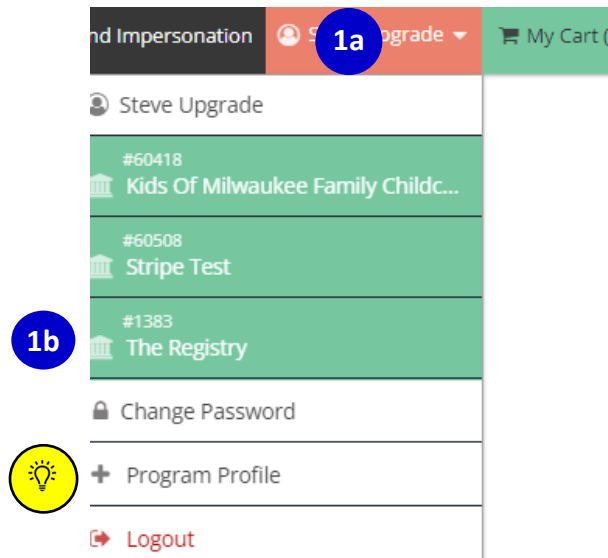 nd Impersonation
1a
pgrade
My Cart (
Steve Upgrade
#60418
Kids Of Milwaukee Family Childc...
#60508
Stripe Test
1b
#1383
The Registry
Change Password
Program Profile
Logout